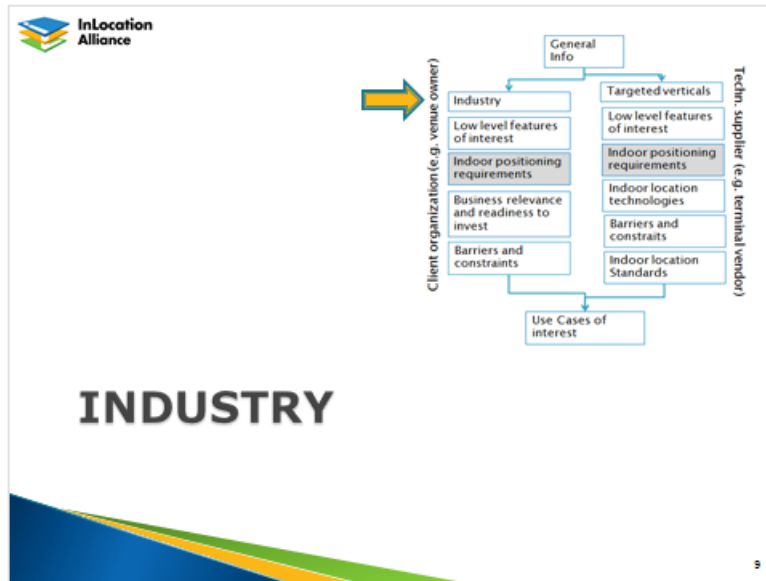 InLocation
Alliance
General
Info
Client organization(e.g. venue owner)
Industry
Low level features
of interest
Indoor positioning
requirements
Business relevance
and readiness to
invest
Barriers and
constraints
Targeted verticals
Low level features
of interest
Indoor positioning
requirements
Indoor location
technologies
Barriers and
constraits
Indoor location
Standards
Techn. supplier (e.g. terminal vendor)
Use Cases of
interest
INDUSTRY
9